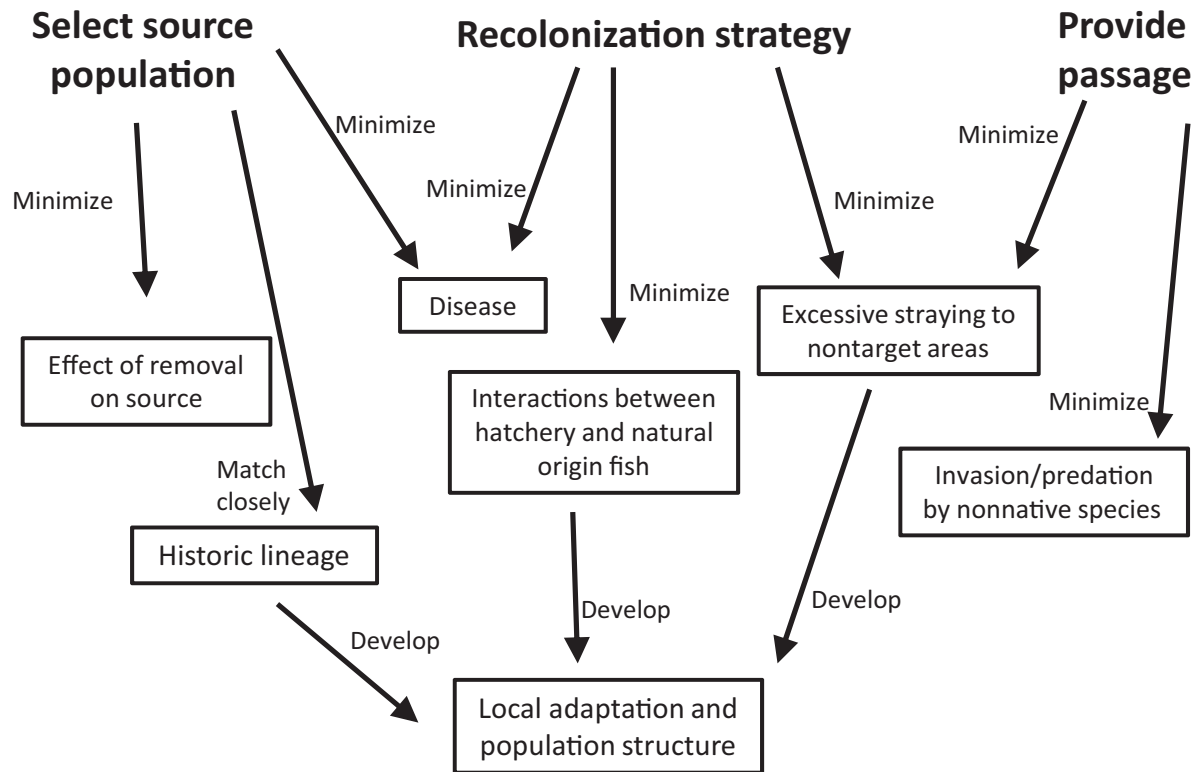 Select source
population
Recolonization strategy
Provide
passage
Minimize
Minimize
Minimize
Minimize
Minimize
Minimize
Minimize
Disease
Excessive straying to
nontarget areas
Effect of removal
on source
Interactions between
hatchery and natural
origin fish
Match
closely
Invasion/predation
by nonnative species
Historic lineage
Develop
Develop
Develop
Local adaptation and
population structure